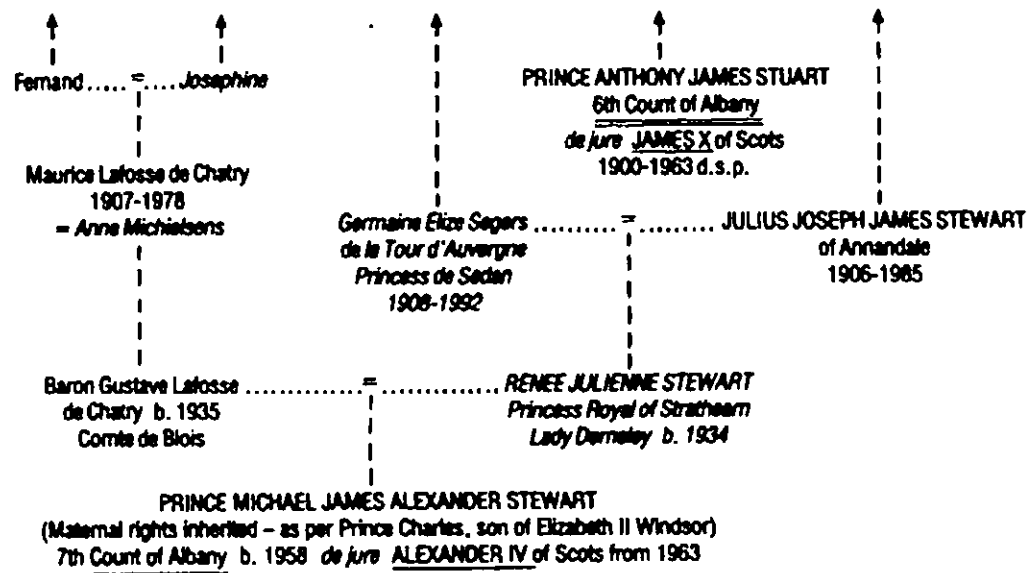 Fernand ..... = ..... Josephine
PRINCE ANTHONY JAMES STUART
6th Count of Albany
de jure JAMES X of Scots
1900-1963 d.s.p.
Maurice Lafosse de Chatry
1907-1978
= Anne Michielsens
Germaine Elize Segers ............ = ............ JULIUS JOSEPH JAMES STEWART
de la Tour d'Auvergne
Princess de Sedan
1908-1992
of Annandale
1906-1985
Baron Gustave Lafosse .................. = .................. RENEE JULIENNE STEWART
de Chatry b. 1935
Comte de Blois
Princess Royal of Strathearn
Lady Derneley b. 1934
PRINCE MICHAEL JAMES ALEXANDER STEWART
(Maternal rights inherited – as per Prince Charles, son of Elizabeth II Windsor)
7th Count of Albany b. 1958 de jure ALEXANDER IV of Scots from 1963